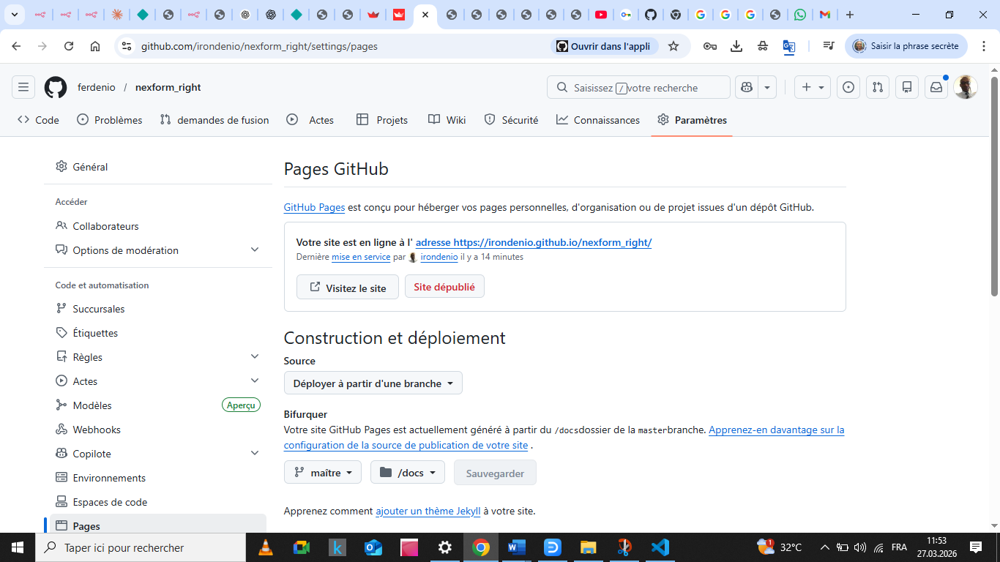 github.com/irondenio/nexform_right/settings/pages
Ouvrir dans l'appli
Saisir la phrase secrète
ferdenio / nexform_right
Saisissez / votre recherche
Code
Problèmes
demandes de fusion
Actes
Projets
Wiki
Sécurité
Connaissances
Paramètres
Général
Accéder
Collaborateurs
Options de modération
Code et automatisation
Succursales
Étiquettes
Règles
Actes
Modèles
Aperçu
Webhooks
Copilote
Environnements
Espaces de code
Pages
Pages GitHub
GitHub Pages est conçu pour héberger vos pages personnelles, d'organisation ou de projet issues d'un dépôt GitHub.
Votre site est en ligne à l' adresse https://irondenio.github.io/nexform_right/
Dernière mise en service par irondenio il y a 14 minutes
Visitez le site
Site dépublié
Construction et déploiement
Source
Déployer à partir d'une branche
Bifurquer
Votre site GitHub Pages est actuellement généré à partir du /docsdossier de la masterbranche. Apprenez-en davantage sur la
configuration de la source de publication de votre site .
maître
/docs
Sauvegarder
Apprenez comment ajouter un thème Jekyll à votre site.
Taper ici pour rechercher
1
32°C
FRA
11:53
27.03.2026